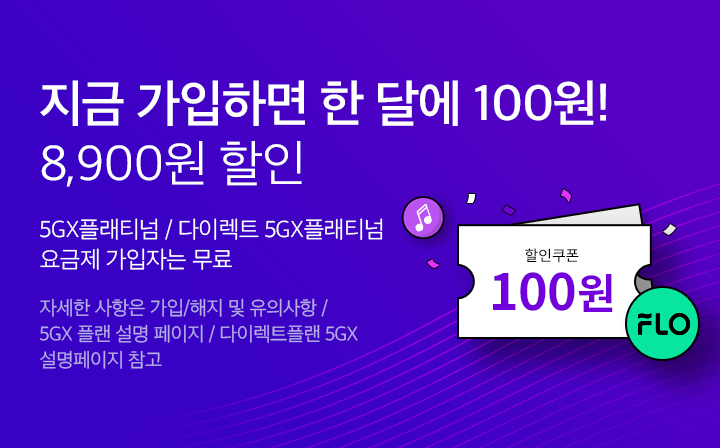 지금 가입하면 한 달에 100원!
8,900원 할인
5GX플래티넘 / 다이렉트 5GX플래티넘
요금제 가입자는 무료
자세한 사항은 가입/해지 및 유의사항 /
5GX 플랜 설명 페이지 / 다이렉트플랜 5GX
설명페이지 참고
할인쿠폰
100원
FLO